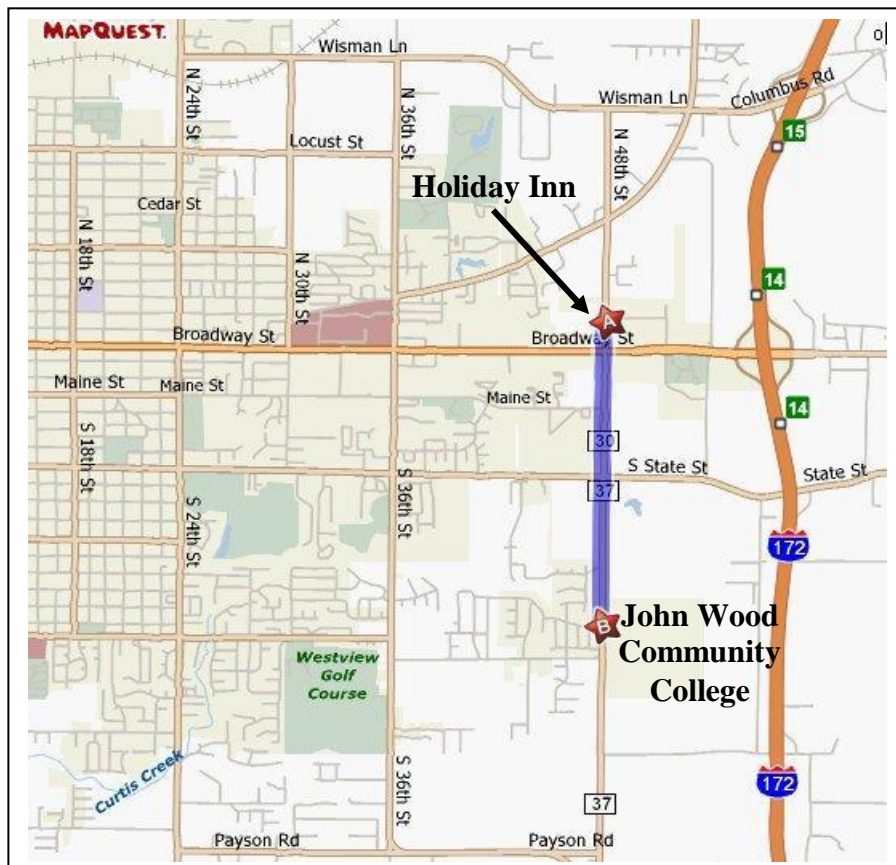 MAPQUEST.
Wisman Ln
Wisman Ln
Columbus Rd
N 24th St
N 36th St
N 48th St
15
Locust St
Holiday Inn
Cedar St
N 18th St
N 30th St
14
A
Broadway St
Broadway St
Maine St
Maine St
Maine St
14
30
S 18th St
S 24th St
S 36th St
S State St
State St
37
172
B
John Wood
Community
College
Westview
Golf
Course
Curtis Creek
S 36th St
172
37
Payson Rd
Payson Rd